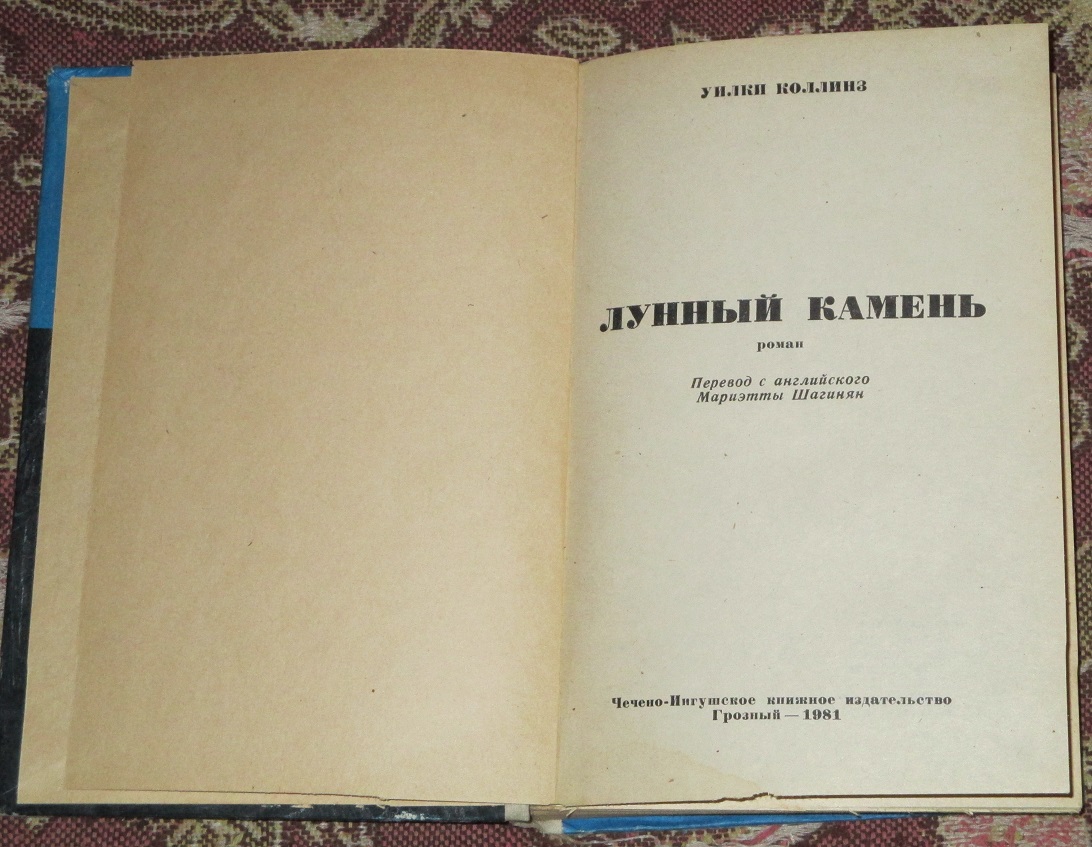 УИЛКИ КОЛЛИНЗ
ЛУННЫЙ КАМЕНЬ
роман
Перевод с английского
Мариэтты Шагинян
Чечено-Ингушское книжное издательство
Грозный — 1981